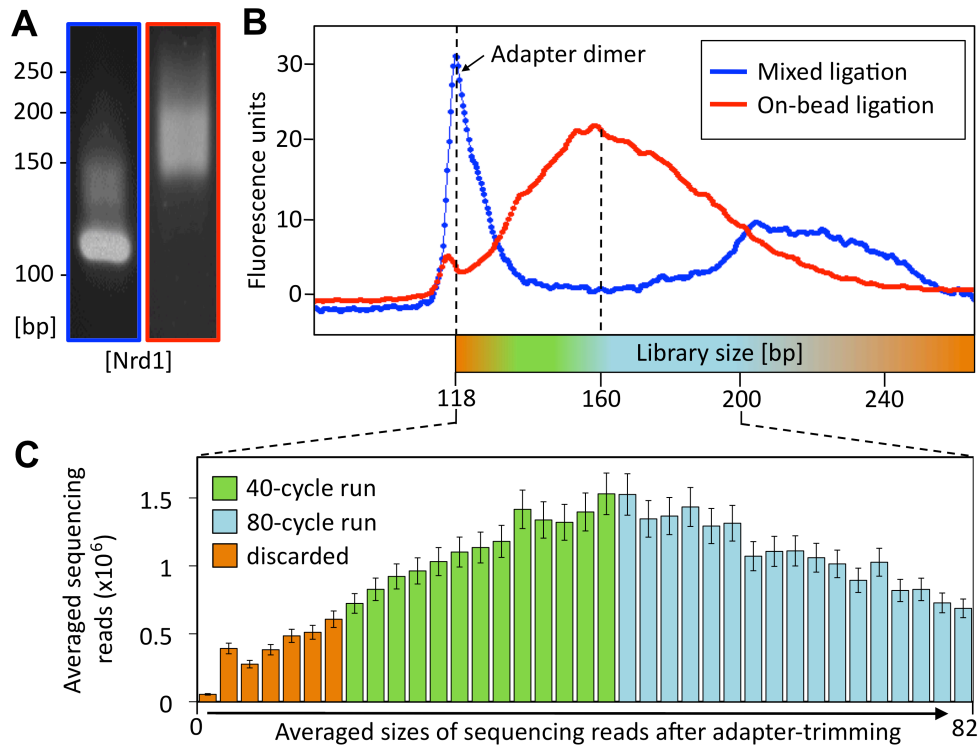 A
250
200
150
100
[bp]
[Nrd1]
B
Fluorescence units
30
20
10
0
Adapter dimer
Mixed ligation
On-bead ligation
Library size [bp]
118 160 200 240
C
Averaged sequencing
reads (x10⁶)
1.5
1
0.5
0
40-cycle run
80-cycle run
discarded
0 82
Averaged sizes of sequencing reads after adapter-trimming